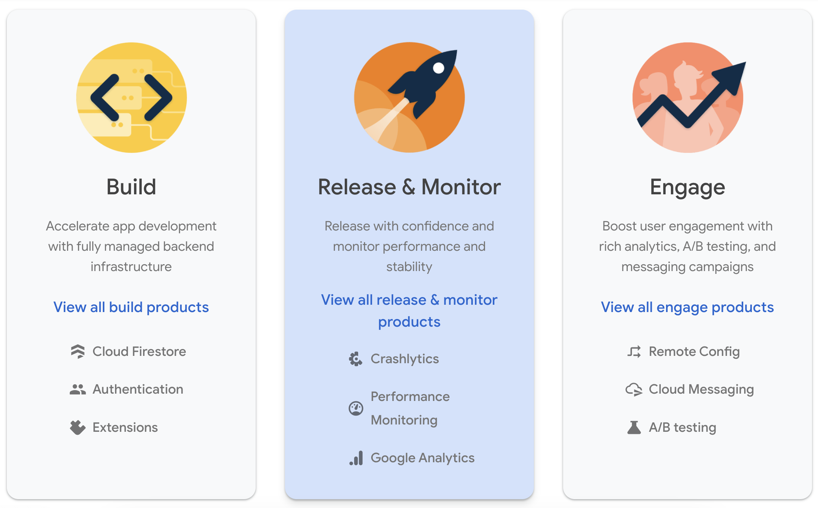 Build
Accelerate app development
with fully managed backend
infrastructure
View all build products
Cloud Firestore
Authentication
Extensions
Release & Monitor
Release with confidence and
monitor performance and
stability
View all release & monitor
products
Crashlytics
Performance
Monitoring
Google Analytics
Engage
Boost user engagement with
rich analytics, A/B testing, and
messaging campaigns
View all engage products
Remote Config
Cloud Messaging
A/B testing